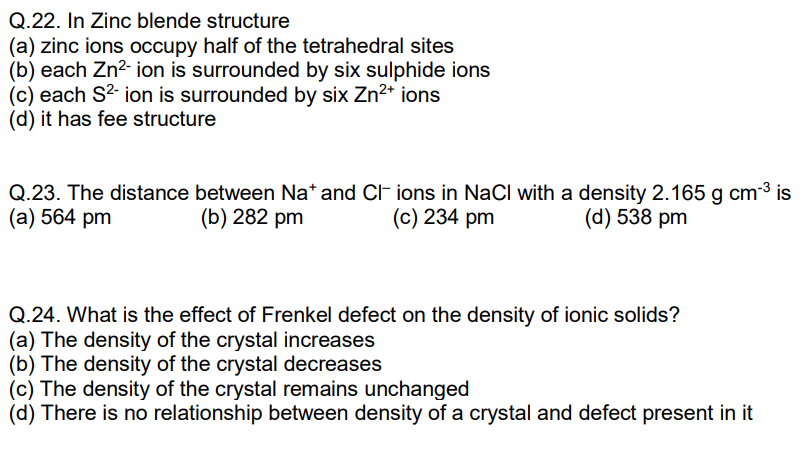 Q.22. In Zinc blende structure
(a) zinc ions occupy half of the tetrahedral sites
(b) each Zn²⁻ ion is surrounded by six sulphide ions
(c) each S²⁻ ion is surrounded by six Zn²⁺ ions
(d) it has fee structure
Q.23. The distance between Na⁺ and Cl⁻ ions in NaCl with a density 2.165 g cm⁻³ is
(a) 564 pm (b) 282 pm (c) 234 pm (d) 538 pm
Q.24. What is the effect of Frenkel defect on the density of ionic solids?
(a) The density of the crystal increases
(b) The density of the crystal decreases
(c) The density of the crystal remains unchanged
(d) There is no relationship between density of a crystal and defect present in it